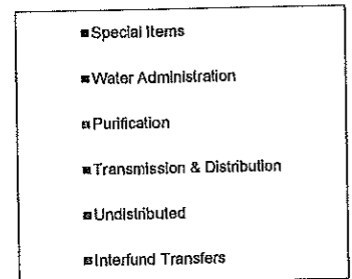 Special Items
Water Administration
Purification
Transmission & Distribution
Undistributed
Interfund Transfers